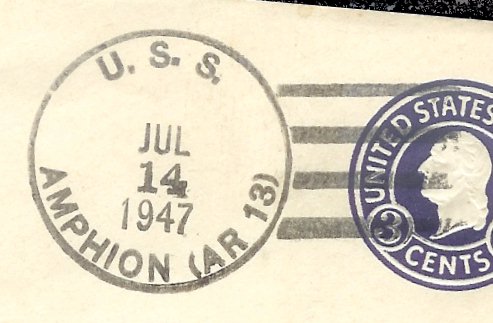 U. S. S.
JUL
14
1947
AMPHION (AR 13)
UNITED STATES
3
CENTS